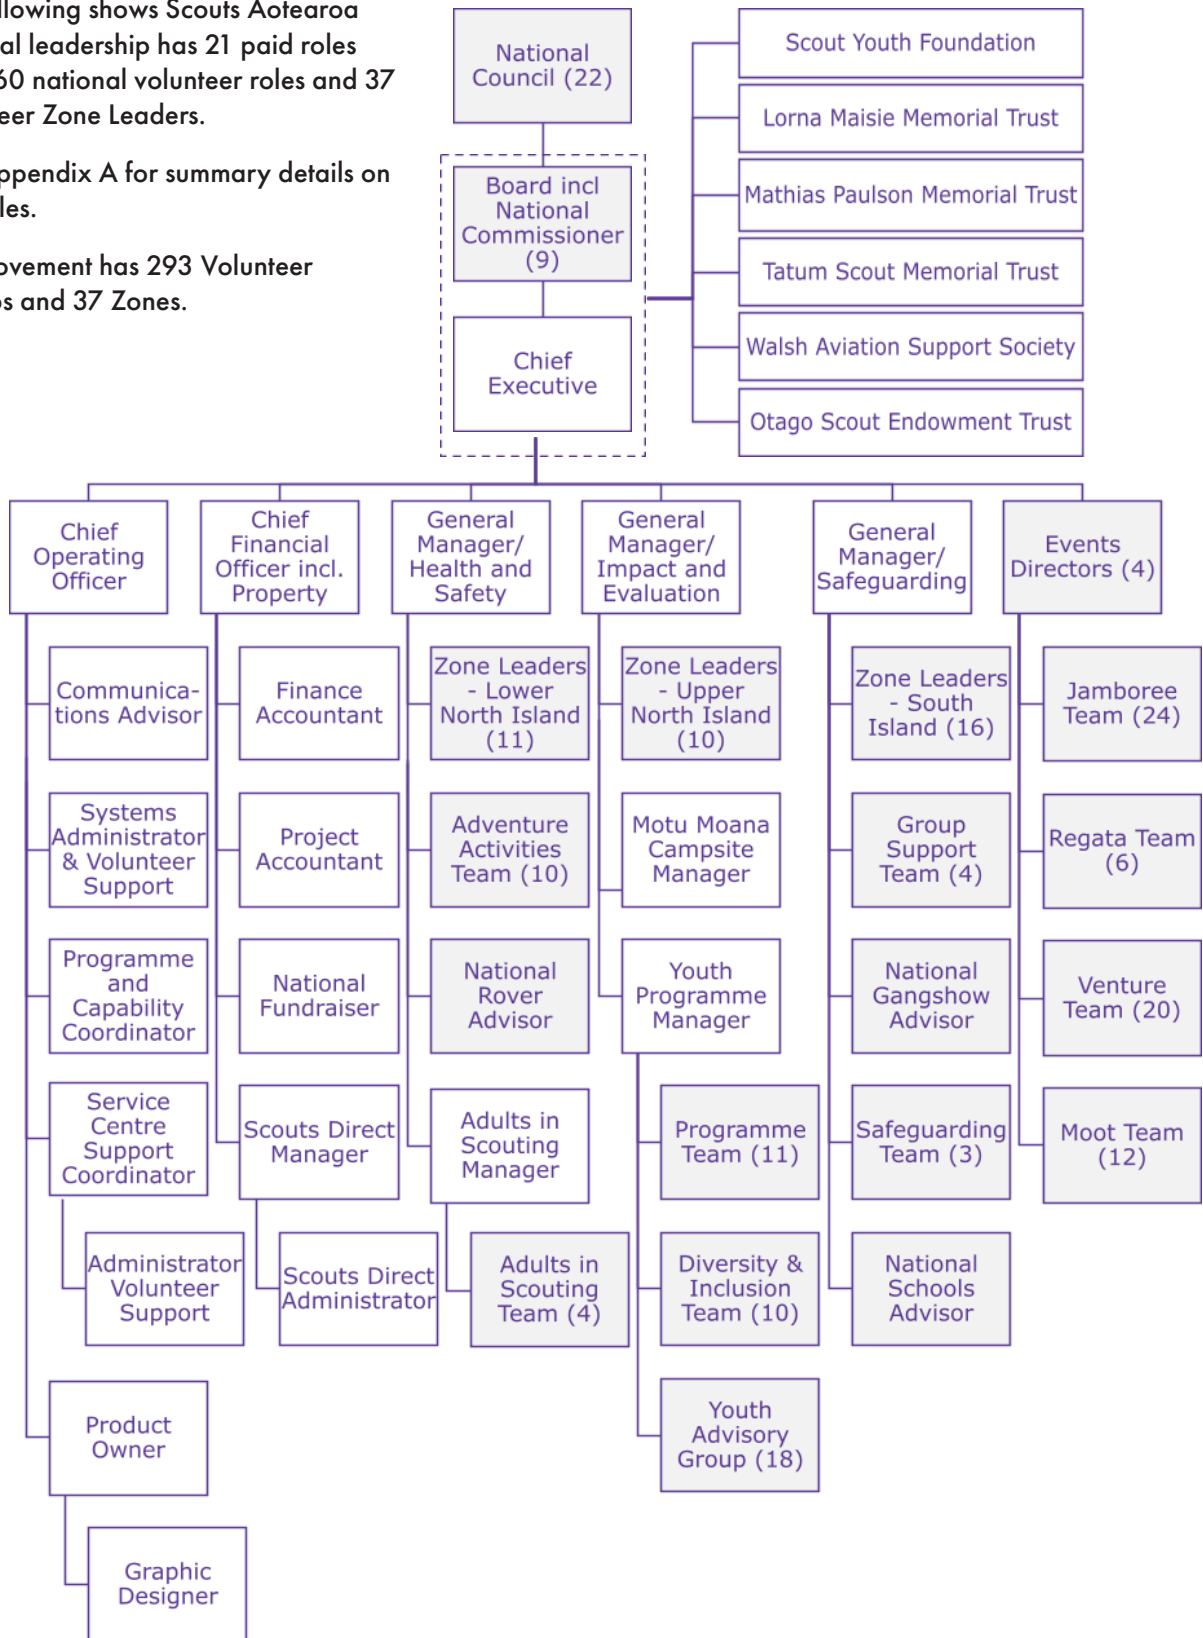 llowing shows Scouts Aotearoa
al leadership has 21 paid roles
60 national volunteer roles and 37
eer Zone Leaders.
ppendix A for summary details on
les.
ovement has 293 Volunteer
os and 37 Zones.
National
Council (22)
Board incl
National
Commissioner
(9)
Chief
Executive
Scout Youth Foundation
Lorna Maisie Memorial Trust
Mathias Paulson Memorial Trust
Tatum Scout Memorial Trust
Walsh Aviation Support Society
Otago Scout Endowment Trust
Chief
Operating
Officer
Communica-
tions Advisor
Systems
Administrator
& Volunteer
Support
Programme
and
Capability
Coordinator
Service
Centre
Support
Coordinator
Administrator
Volunteer
Support
Product
Owner
Graphic
Designer
Chief
Financial
Officer incl.
Property
Finance
Accountant
Project
Accountant
National
Fundraiser
Scouts Direct
Manager
Scouts Direct
Administrator
General
Manager/
Health and
Safety
Zone Leaders
- Lower
North Island
(11)
Adventure
Activities
Team (10)
National
Rover
Advisor
Adults in
Scouting
Manager
Adults in
Scouting
Team (4)
General
Manager/
Impact and
Evaluation
Zone Leaders
- Upper
North Island
(10)
Motu Moana
Campsite
Manager
Youth
Programme
Manager
Programme
Team (11)
Diversity &
Inclusion
Team (10)
Youth
Advisory
Group (18)
General
Manager/
Safeguarding
Zone Leaders
- South
Island (16)
Group
Support
Team (4)
National
Gangshow
Advisor
Safeguarding
Team (3)
National
Schools
Advisor
Events
Directors (4)
Jamboree
Team (24)
Regata Team
(6)
Venture
Team (20)
Moot Team
(12)